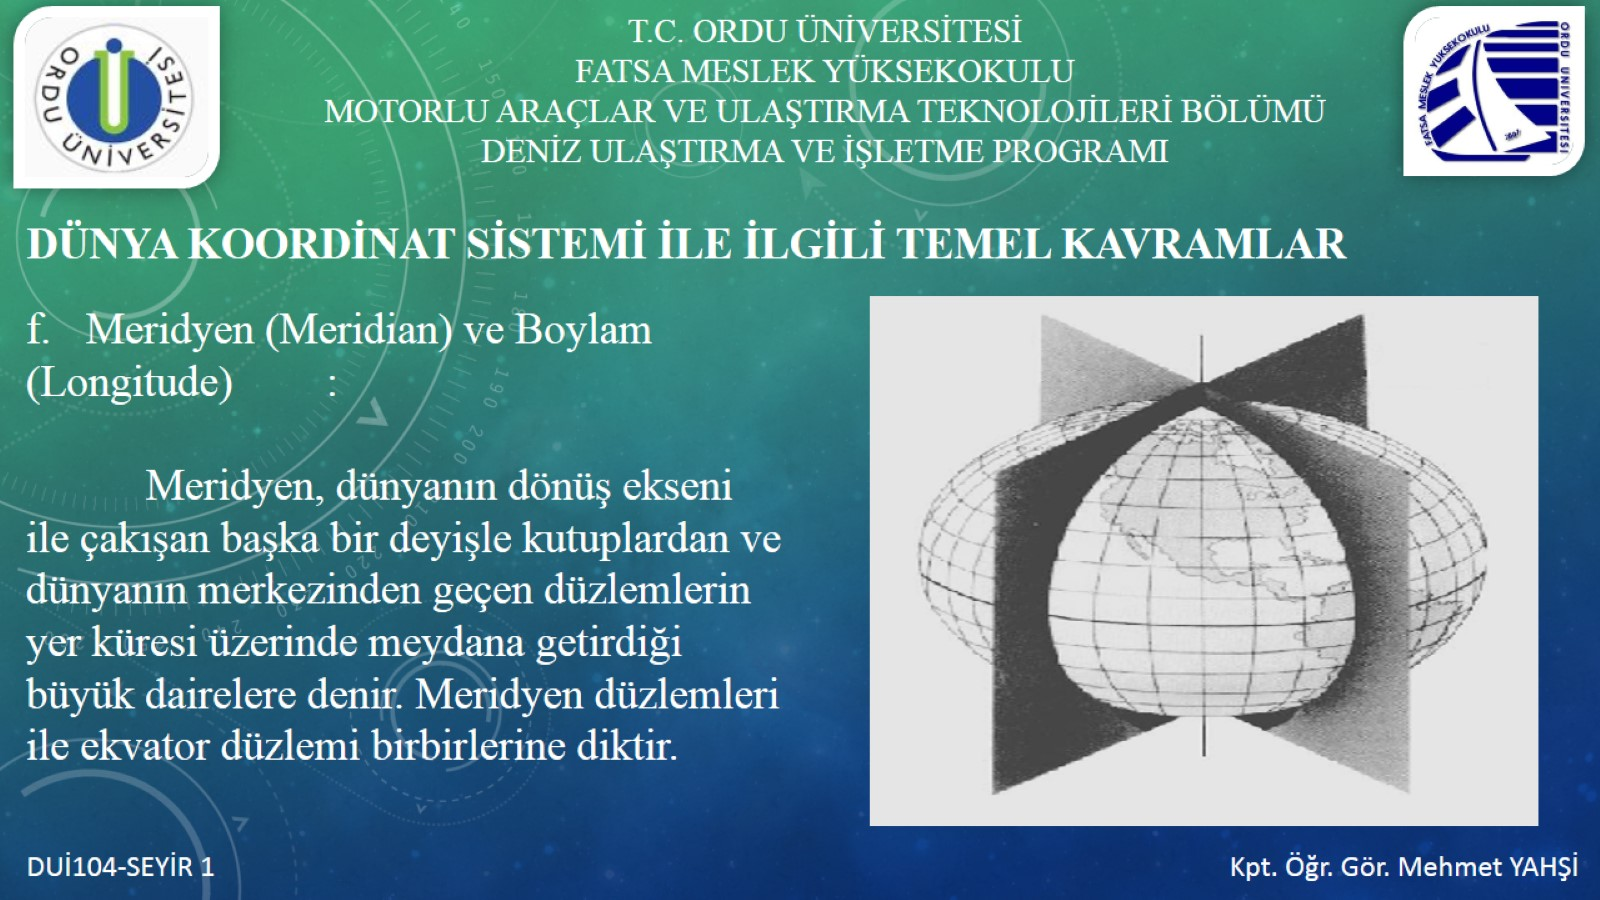 ORDU ÜNİVERSİTESİ
T.C. ORDU ÜNİVERSİTESİ
FATSA MESLEK YÜKSEKOKULU
MOTORLU ARAÇLAR VE ULAŞTIRMA TEKNOLOJİLERİ BÖLÜMÜ
DENİZ ULAŞTIRMA VE İŞLETME PROGRAMI
FATSA MESLEK YÜKSEKOKULU
ORDU ÜNİVERSİTESİ
DÜNYA KOORDİNAT SİSTEMİ İLE İLGİLİ TEMEL KAVRAMLAR
f. Meridyen (Meridian) ve Boylam
(Longitude) :
Meridyen, dünyanın dönüş ekseni
ile çakışan başka bir deyişle kutuplardan ve
dünyanın merkezinden geçen düzlemlerin
yer küresi üzerinde meydana getirdiği
büyük dairelere denir. Meridyen düzlemleri
ile ekvator düzlemi birbirlerine diktir.
DUİ104-SEYİR 1
Kpt. Öğr. Gör. Mehmet YAHŞİ